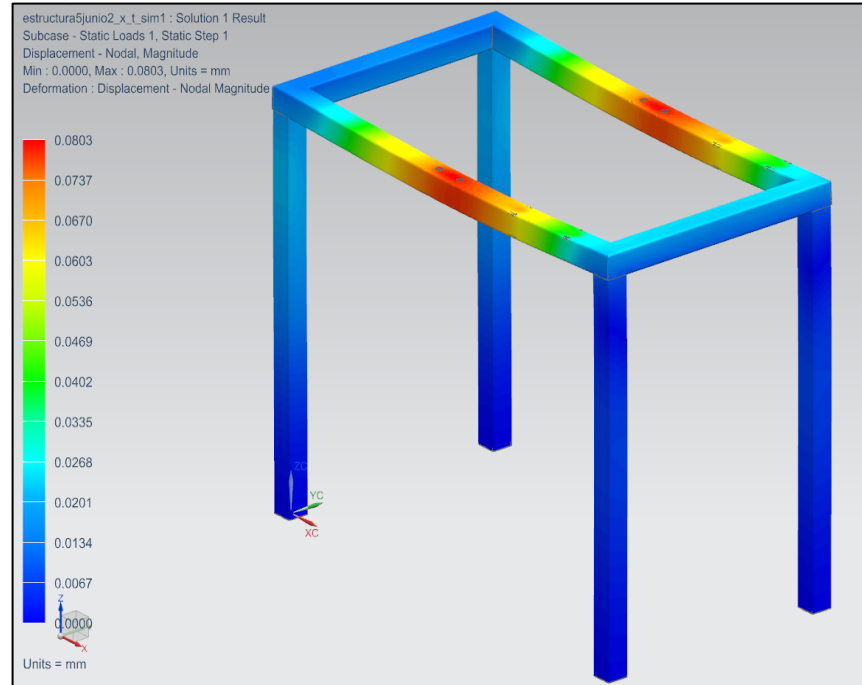 estructura5junio2_x_t_sim1 : Solution 1 Result
Subcase - Static Loads 1, Static Step 1
Displacement - Nodal, Magnitude
Min : 0.0000, Max : 0.0803, Units = mm
Deformation : Displacement - Nodal Magnitude
0.0803
0.0737
0.0670
0.0603
0.0536
0.0469
0.0402
0.0335
0.0268
0.0201
0.0134
0.0067
0.0000
Units = mm
Z
X
ZC
YC
XC